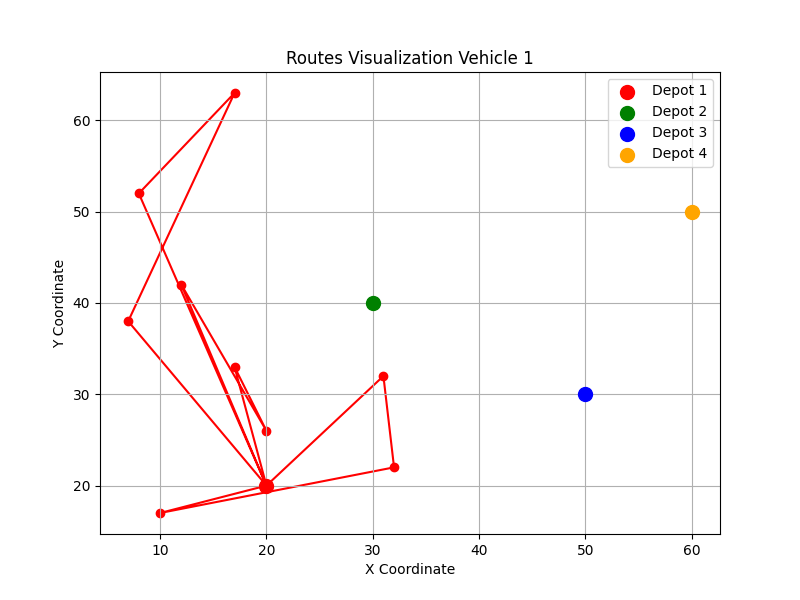 Routes Visualization Vehicle 1
Depot 1
Depot 2
Depot 3
Depot 4
60
50
40
30
20
Y Coordinate
10 20 30 40 50 60
X Coordinate